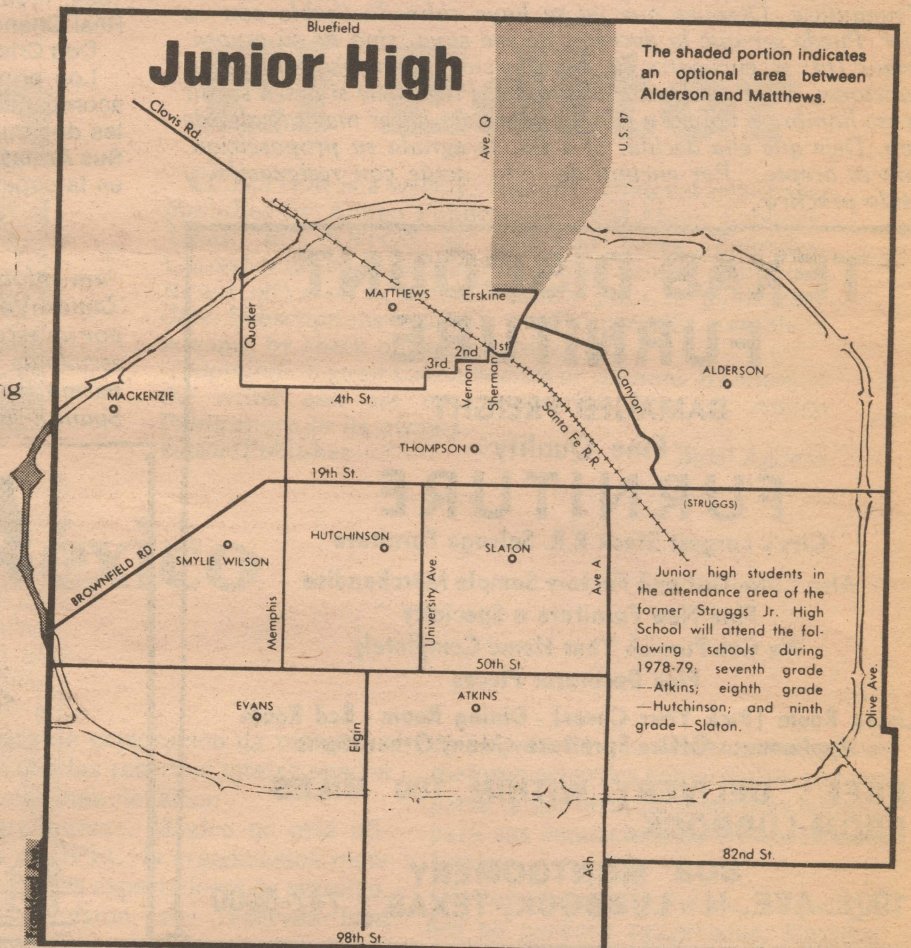 Bluefield
Junior High
The shaded portion indicates
an optional area between
Alderson and Matthews.
Clovis Rd.
Ave. Q
U.S. 87
Quaker
MATTHEWS
Erskine
1st
2nd
3rd.
Vernon
Sherman
4th St.
Canyon
ALDERSON
MACKENZIE
THOMPSON
Santa Fe R.R.
19th St.
(STRUGGS)
BROWNFIELD RD.
SMYLIE WILSON
HUTCHINSON
SLATON
Memphis
University Ave.
Ave A
Junior high students in
the attendance area of the
former Struggs Jr. High
School will attend the fol-
lowing schools during
1978-79: seventh grade
—Atkins; eighth grade
—Hutchinson; and ninth
grade—Slaton.
50th St.
EVANS
ATKINS
Elgin
Olive Ave.
82nd St.
Ash
98th St.